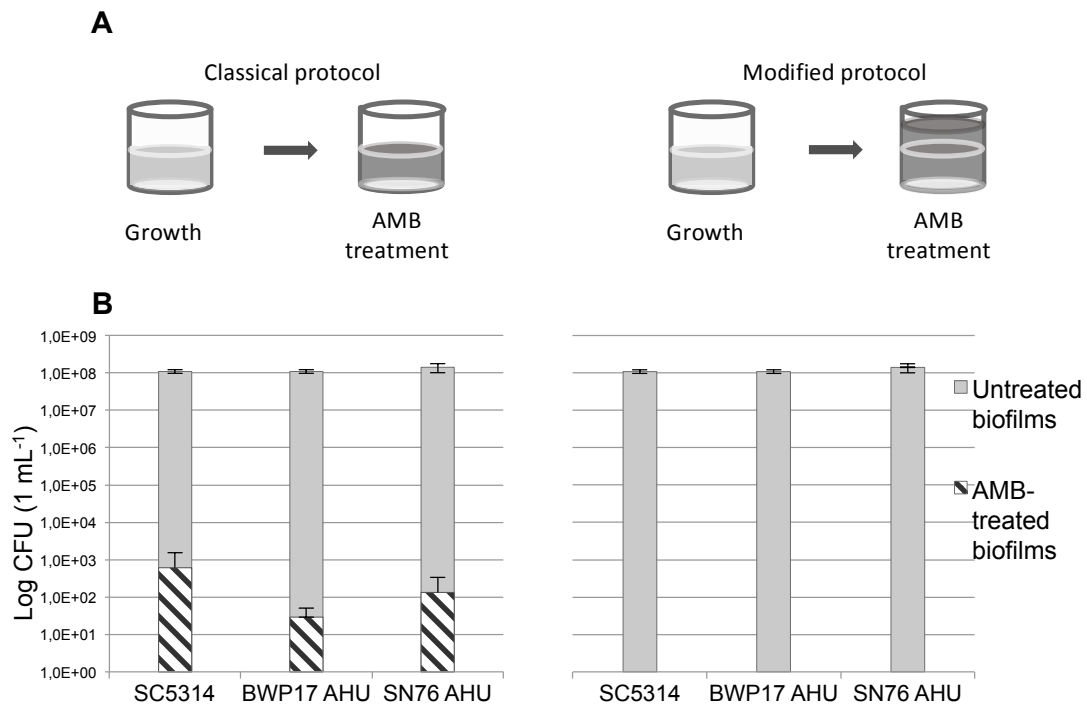 A
Classical protocol
Modified protocol
Growth
AMB
treatment
Growth
AMB
treatment
B
Log CFU (1 mL⁻¹)
1,0E+09
1,0E+08
1,0E+07
1,0E+06
1,0E+05
1,0E+04
1,0E+03
1,0E+02
1,0E+01
1,0E+00
SC5314
BWP17 AHU
SN76 AHU
SC5314
BWP17 AHU
SN76 AHU
Untreated
biofilms
AMB-
treated
biofilms